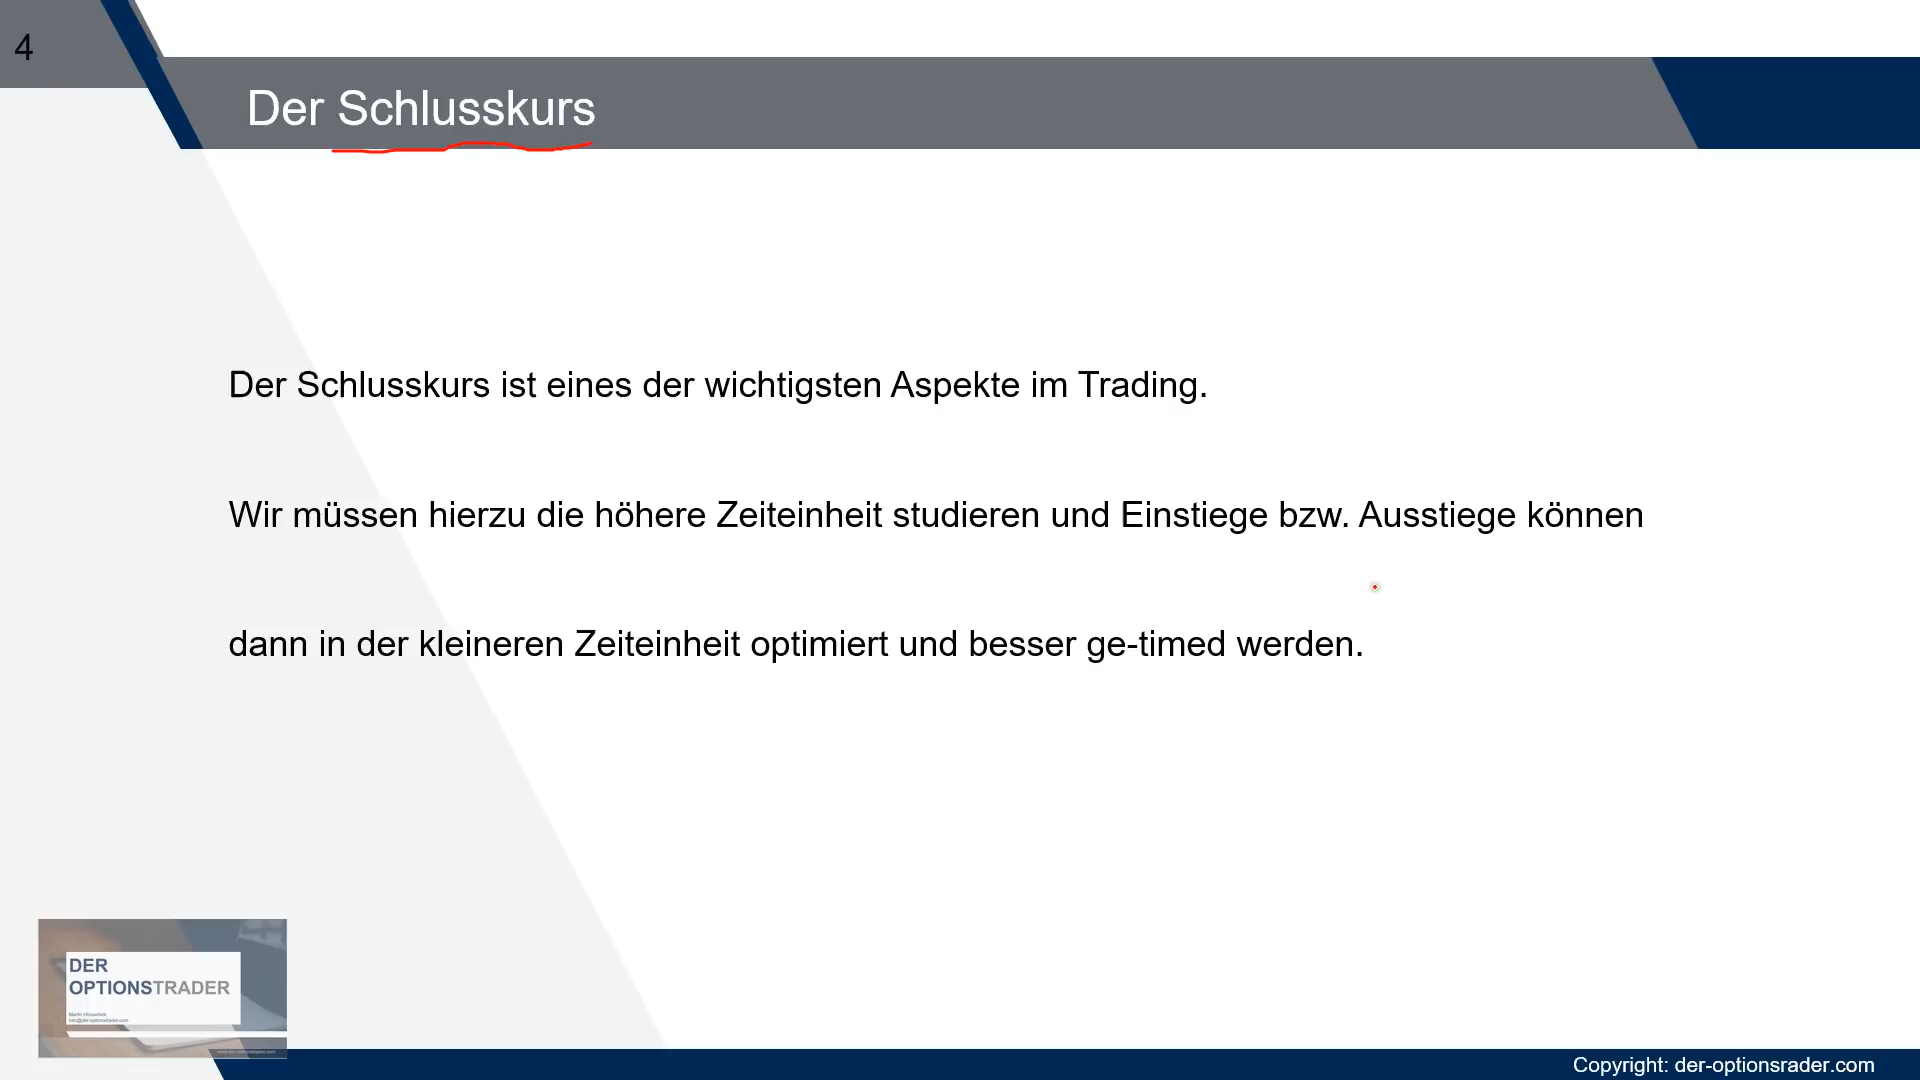 4
Der Schlusskurs
Der Schlusskurs ist eines der wichtigsten Aspekte im Trading.
Wir müssen hierzu die höhere Zeiteinheit studieren und Einstiege bzw. Ausstiege können
dann in der kleineren Zeiteinheit optimiert und besser ge-timed werden.
DER
OPTIONSTRADER
Copyright: der-optionsrader.com